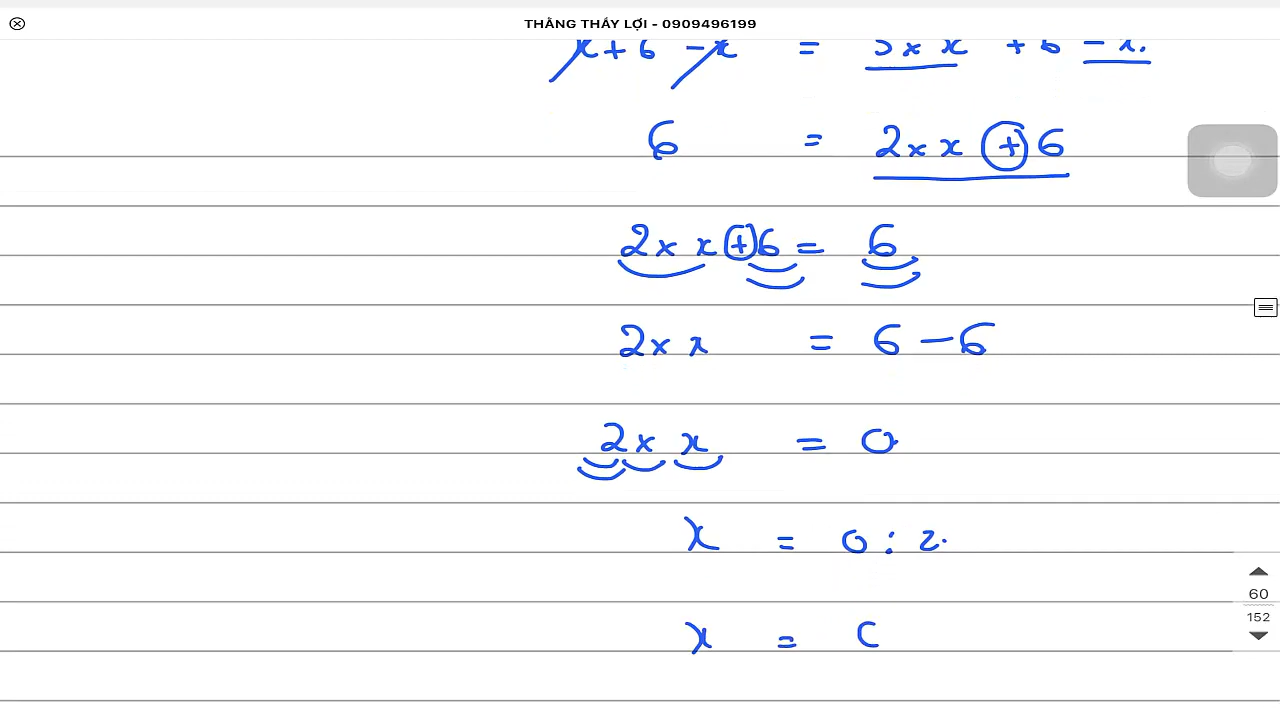 THẦNG THẦY LỢI - 0909496199
x + 6 - x = 3 x x + 6 - x.
6 = 2 x x + 6
2 x x + 6 = 6
2 x x = 6 - 6
2 x x = 0
x = 0 : 2.
x =
60
152